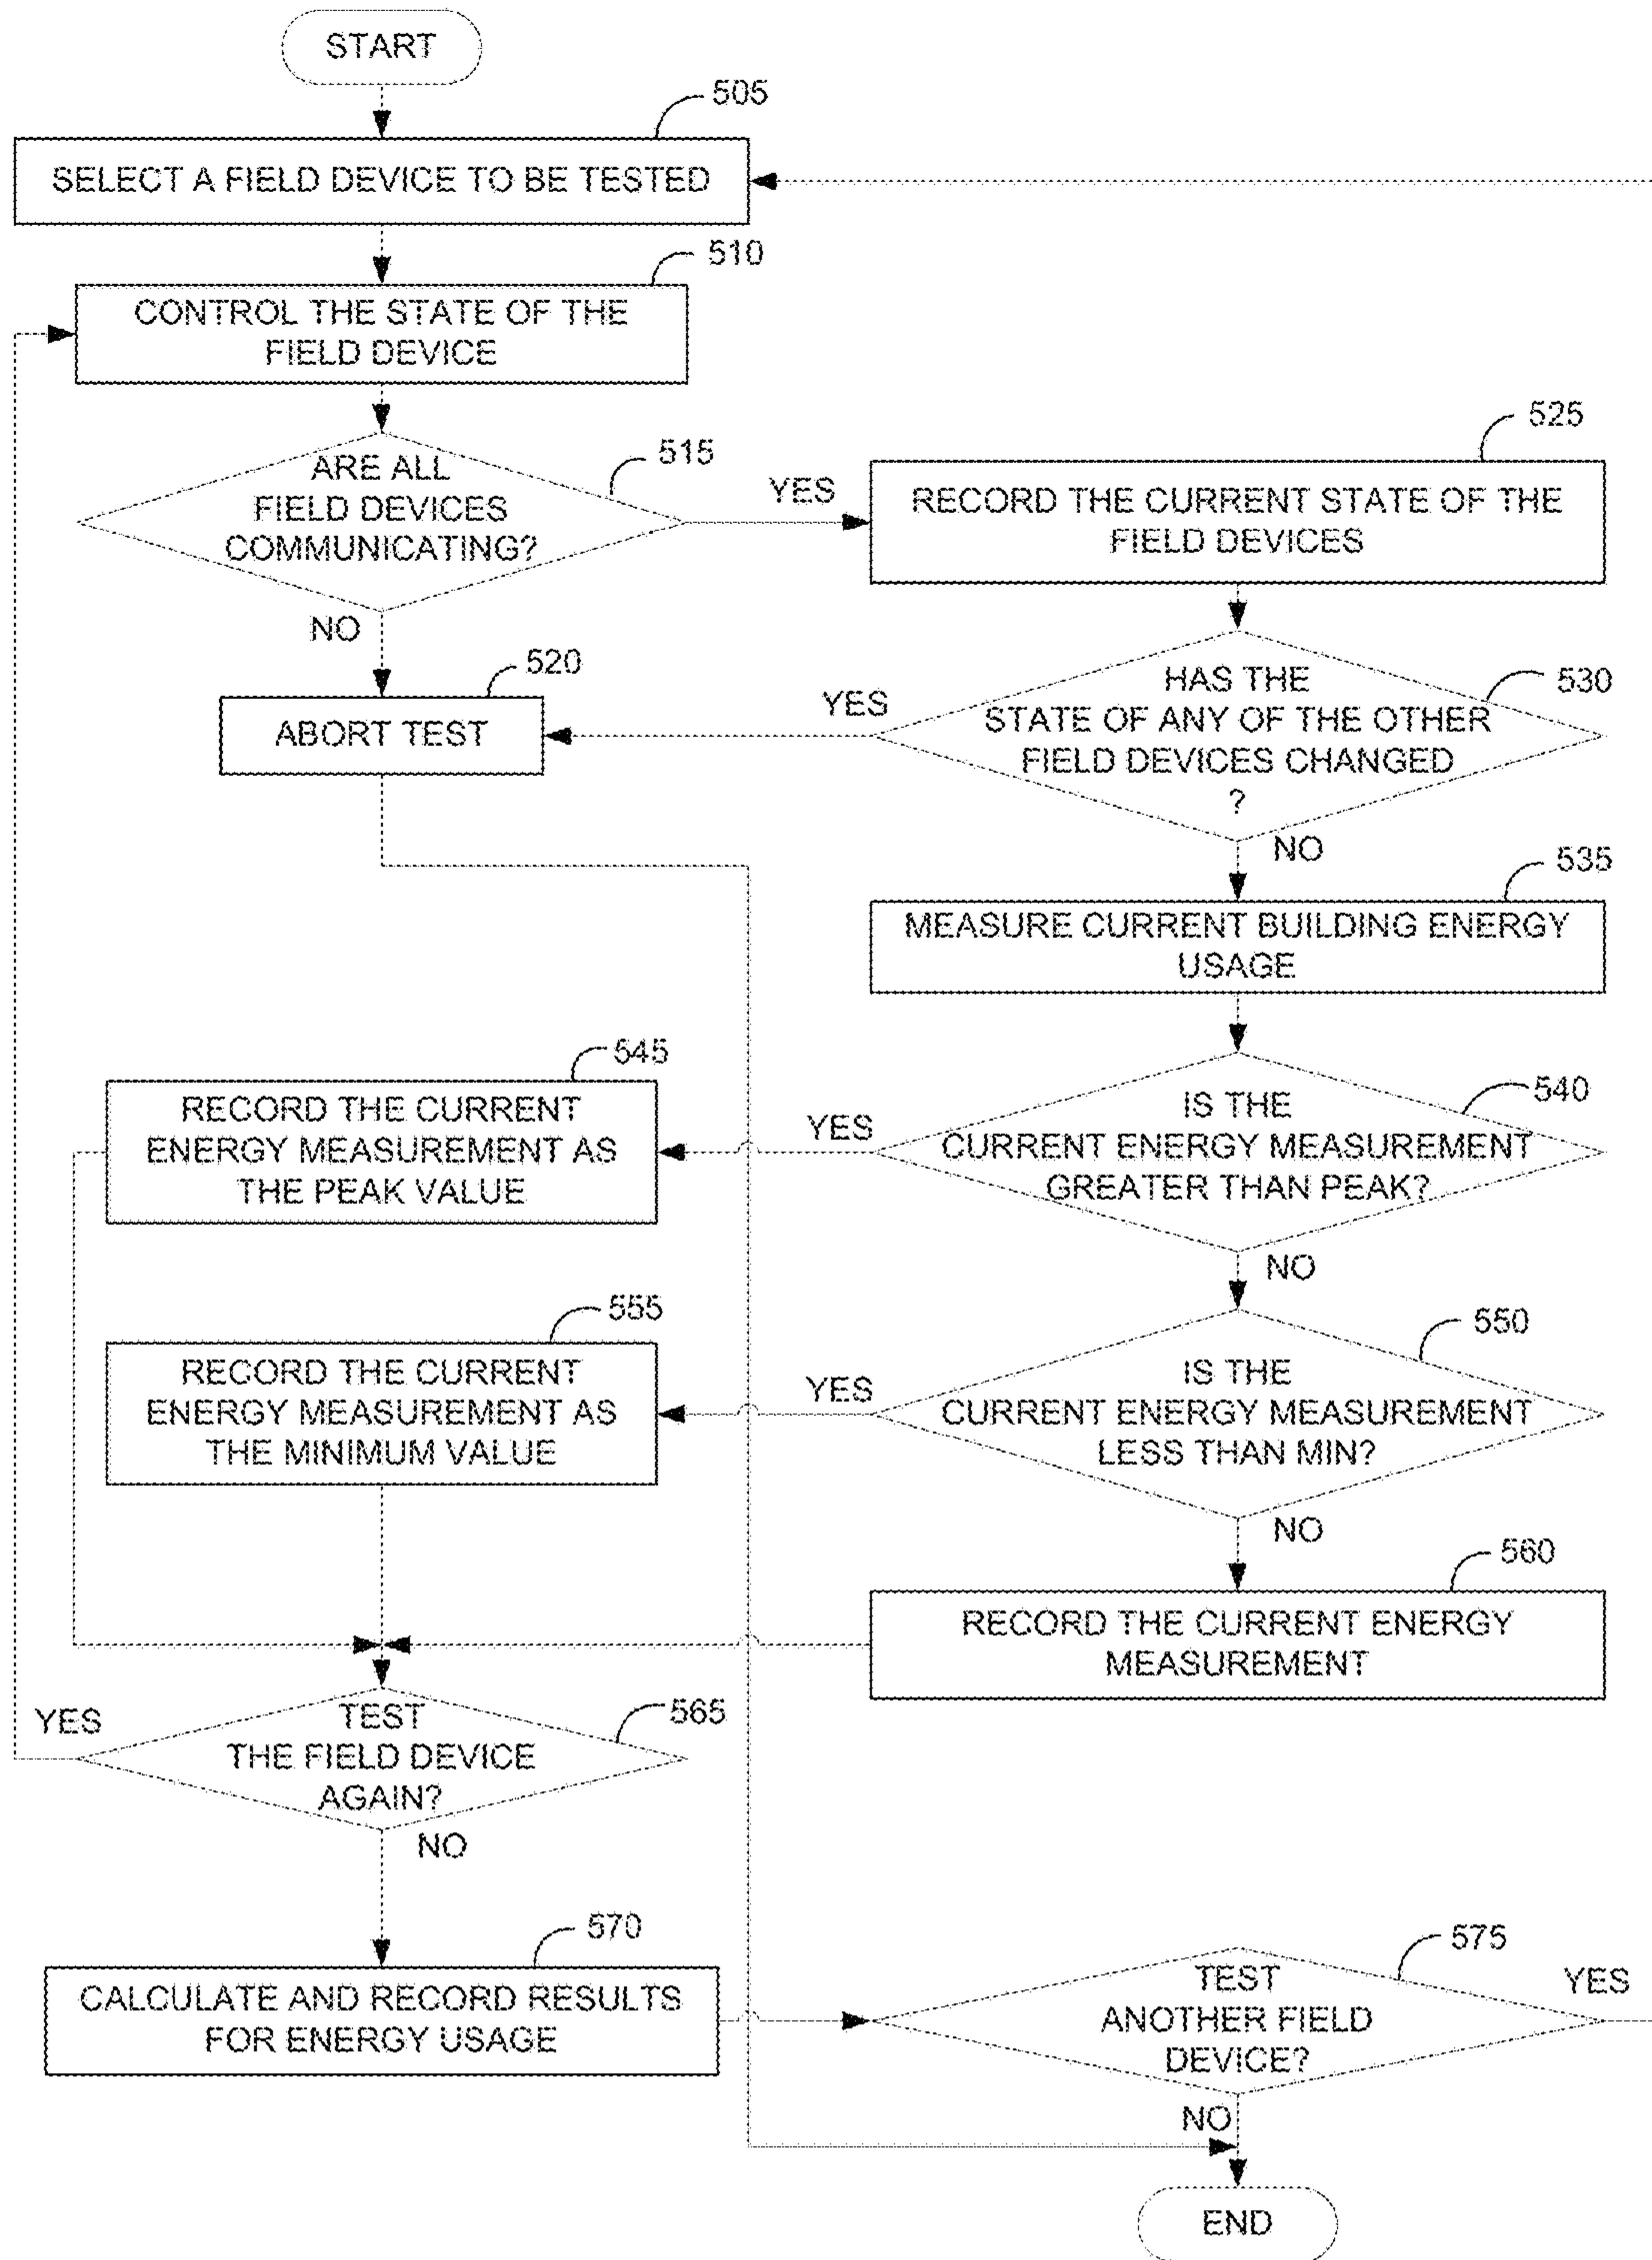 START
505
SELECT A FIELD DEVICE TO BE TESTED
510
CONTROL THE STATE OF THE
FIELD DEVICE
515
ARE ALL
FIELD DEVICES
COMMUNICATING?
YES
NO
525
RECORD THE CURRENT STATE OF THE
FIELD DEVICES
520
ABORT TEST
530
HAS THE
STATE OF ANY OF THE OTHER
FIELD DEVICES CHANGED
?
YES
NO
535
MEASURE CURRENT BUILDING ENERGY
USAGE
540
IS THE
CURRENT ENERGY MEASUREMENT
GREATER THAN PEAK?
YES
NO
545
RECORD THE CURRENT
ENERGY MEASUREMENT AS
THE PEAK VALUE
550
IS THE
CURRENT ENERGY MEASUREMENT
LESS THAN MIN?
YES
NO
555
RECORD THE CURRENT
ENERGY MEASUREMENT AS
THE MINIMUM VALUE
560
RECORD THE CURRENT ENERGY
MEASUREMENT
565
TEST
THE FIELD DEVICE
AGAIN?
YES
NO
570
CALCULATE AND RECORD RESULTS
FOR ENERGY USAGE
575
TEST
ANOTHER FIELD
DEVICE?
YES
NO
END